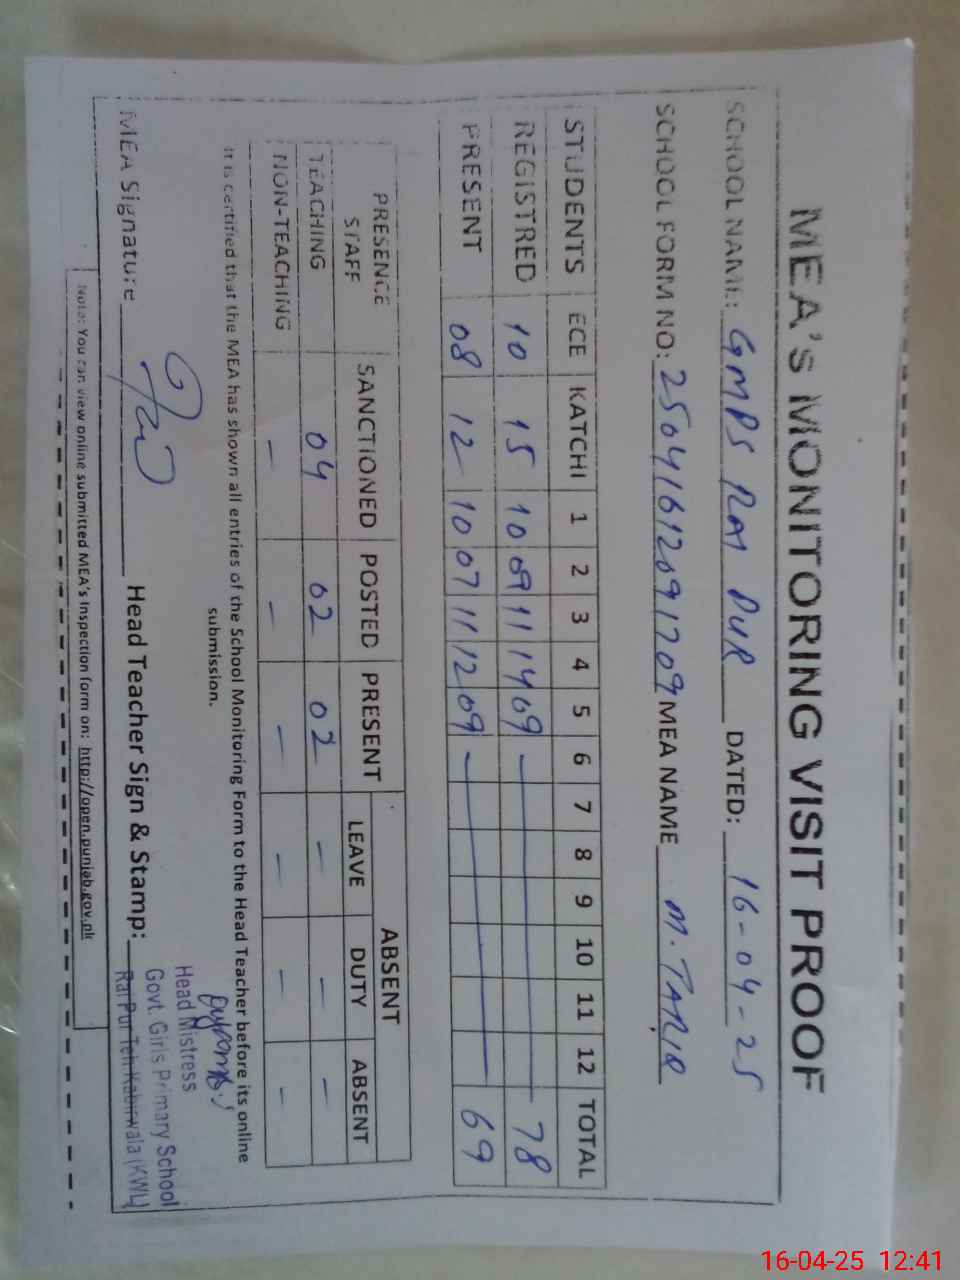 MEA's MONITORING VISIT PROOF
SCHOOL NAME: GMPS RAI PUR DATED: 16-04-25
SCHOOL FORM NO: 25041612091709 MEA NAME M. TARIQ
STUDENTS ECE KATCHI 1 2 3 4 5 6 7 8 9 10 11 12 TOTAL
REGISTRED 10 15 10 09 11 14 09 — 78
PRESENT 08 12 10 07 11 12 09 — 69
PRESENCE STAFF SANCTIONED POSTED PRESENT ABSENT
LEAVE DUTY ABSENT
TEACHING 04 02 02 — — —
NON-TEACHING — — — — — —
It is certified that the MEA has shown all entries of the School Monitoring Form to the Head Teacher before its online
submission.
MEA Signature Head Teacher Sign & Stamp:
Head Mistress
Govt. Girls Primary School
Rai Pur Teh: Kabirwala (KWL)
Note: You can view online submitted MEA's Inspection form on: http://open.punjab.gov.pk
16-04-25 12:41